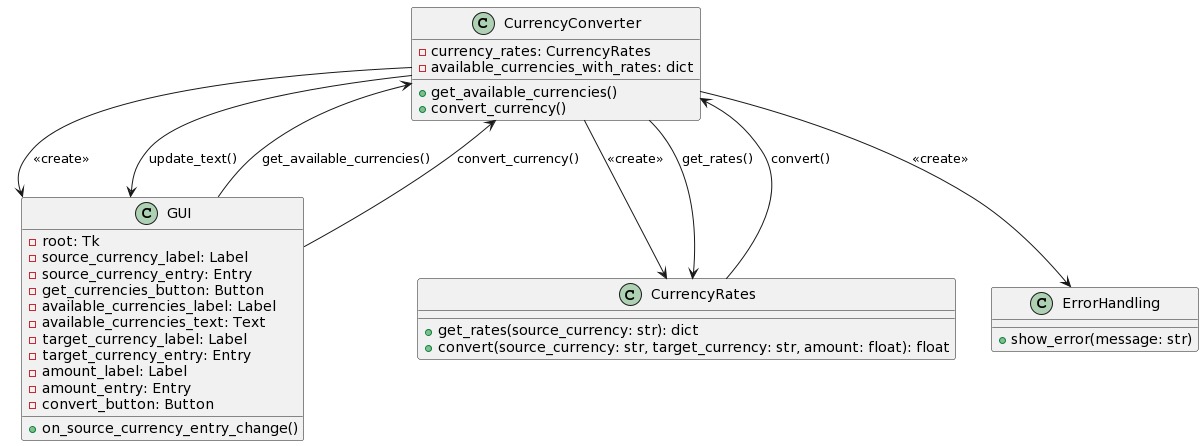 C CurrencyConverter
currency_rates: CurrencyRates
available_currencies_with_rates: dict
get_available_currencies()
convert_currency()
«create»
update_text()
get_available_currencies()
convert_currency()
«create»
get_rates()
convert()
«create»
C GUI
root: Tk
source_currency_label: Label
source_currency_entry: Entry
get_currencies_button: Button
available_currencies_label: Label
available_currencies_text: Text
target_currency_label: Label
target_currency_entry: Entry
amount_label: Label
amount_entry: Entry
convert_button: Button
on_source_currency_entry_change()
C CurrencyRates
get_rates(source_currency: str): dict
convert(source_currency: str, target_currency: str, amount: float): float
C ErrorHandling
show_error(message: str)